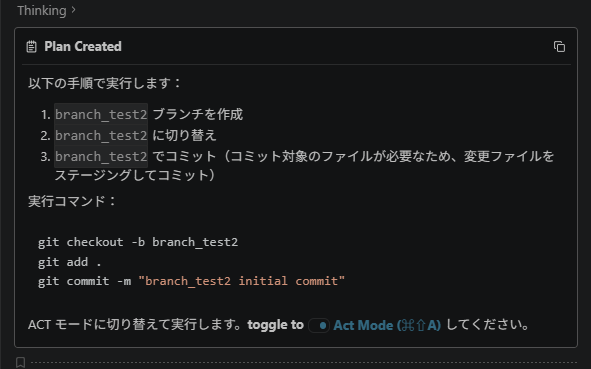 Thinking >
Plan Created
以下の手順で実行します：
1. branch_test2 ブランチを作成
2. branch_test2 に切り替え
3. branch_test2 でコミット（コミット対象のファイルが必要なため、変更ファイルを
ステージングしてコミット）
実行コマンド：
git checkout -b branch_test2
git add .
git commit -m "branch_test2 initial commit"
ACT モードに切り替えて実行します。toggle to Act Mode (⌘⇧A) してください。